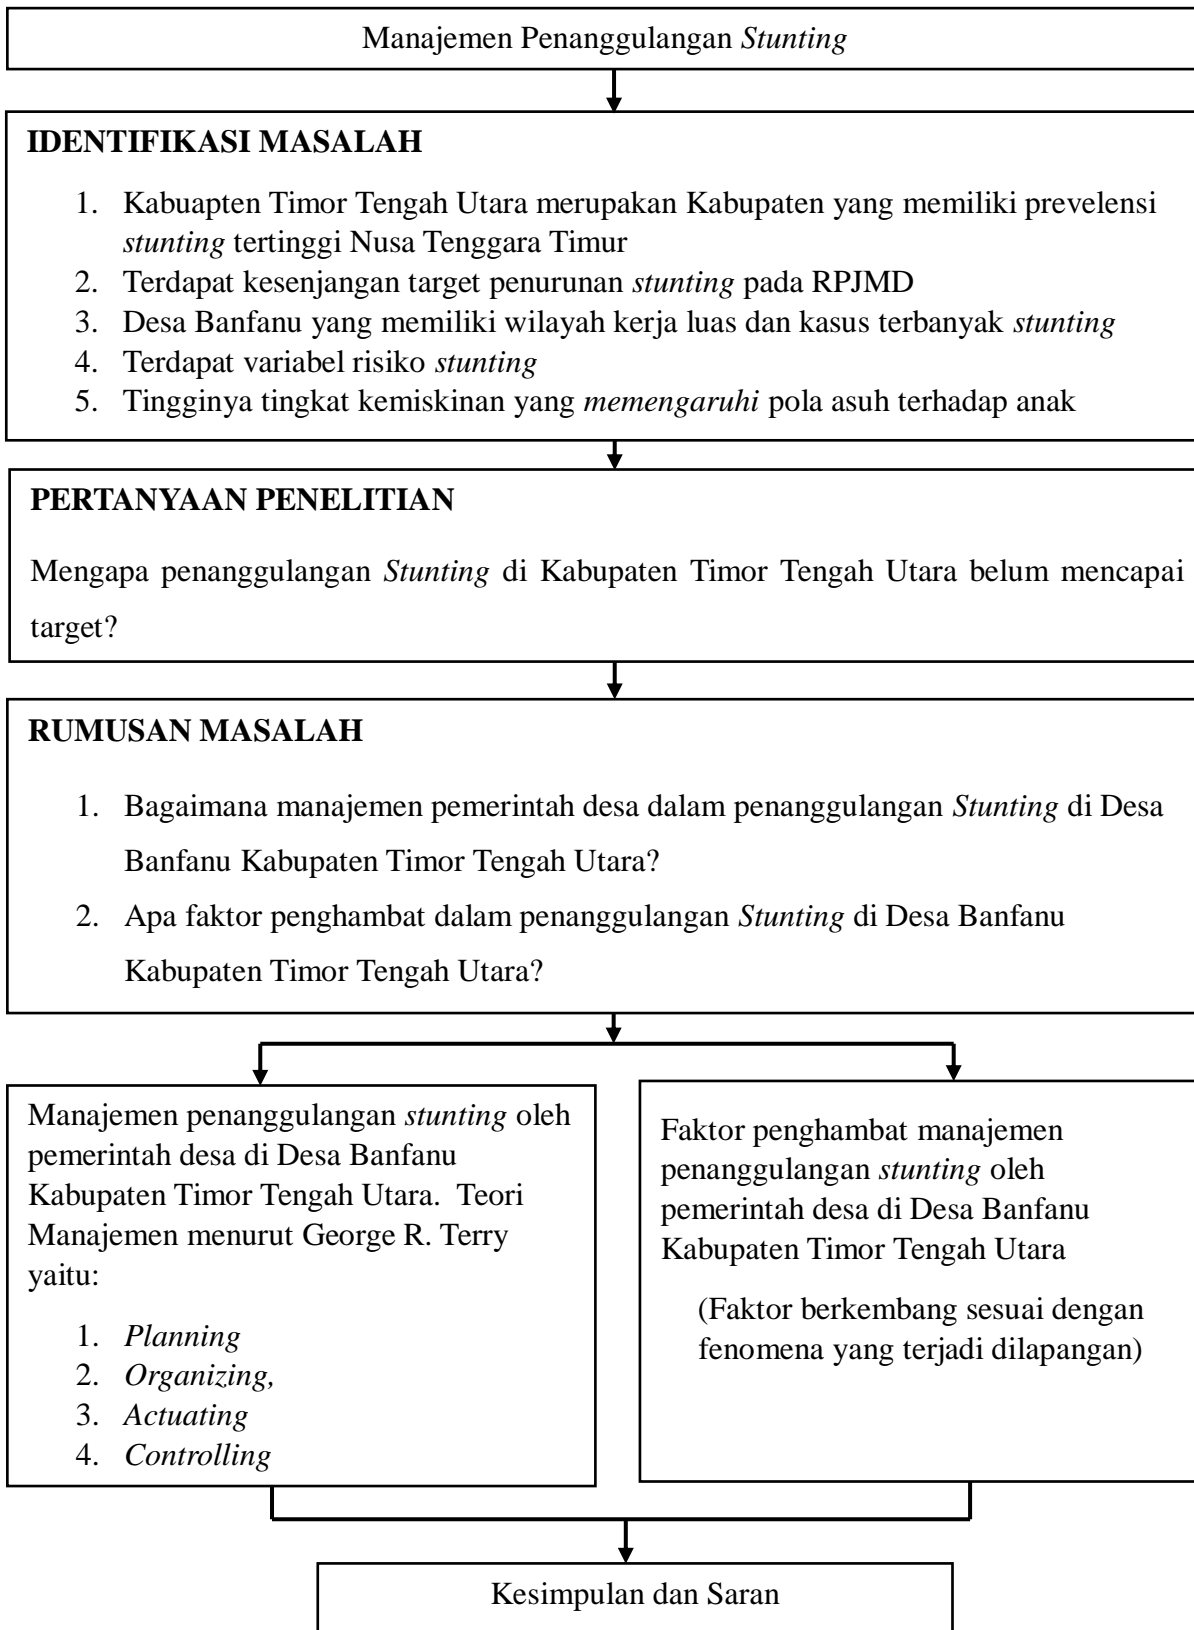 Manajemen Penanggulangan Stunting
IDENTIFIKASI MASALAH
1. Kabuapten Timor Tengah Utara merupakan Kabupaten yang memiliki prevelensi
stunting tertinggi Nusa Tenggara Timur
2. Terdapat kesenjangan target penurunan stunting pada RPJMD
3. Desa Banfanu yang memiliki wilayah kerja luas dan kasus terbanyak stunting
4. Terdapat variabel risiko stunting
5. Tingginya tingkat kemiskinan yang memengaruhi pola asuh terhadap anak
PERTANYAAN PENELITIAN
Mengapa penanggulangan Stunting di Kabupaten Timor Tengah Utara belum mencapai
target?
RUMUSAN MASALAH
1. Bagaimana manajemen pemerintah desa dalam penanggulangan Stunting di Desa
Banfanu Kabupaten Timor Tengah Utara?
2. Apa faktor penghambat dalam penanggulangan Stunting di Desa Banfanu
Kabupaten Timor Tengah Utara?
Manajemen penanggulangan stunting oleh
pemerintah desa di Desa Banfanu
Kabupaten Timor Tengah Utara. Teori
Manajemen menurut George R. Terry
yaitu:
1. Planning
2. Organizing,
3. Actuating
4. Controlling
Faktor penghambat manajemen
penanggulangan stunting oleh
pemerintah desa di Desa Banfanu
Kabupaten Timor Tengah Utara
(Faktor berkembang sesuai dengan
fenomena yang terjadi dilapangan)
Kesimpulan dan Saran